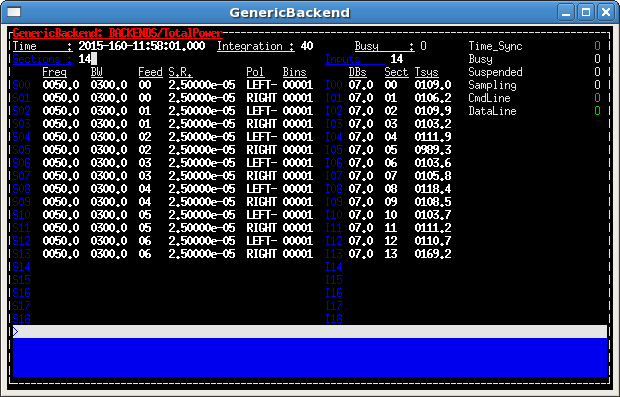 GenericBackend
GenericBackend: BACKENDS/TotalPower
Time : 2015-160-11:58:01.000 Integration : 40 Busy : 0 Time_Sync 0
Sections : 14 Inputs 14 Busy 0
Freq BW Feed S.R. Pol Bins DBs Sect Tsys Suspended 0
S00 0050.0 0300.0 00 2.50000e-05 LEFT- 00001 I00 07.0 00 0109.0 Sampling 0
S01 0050.0 0300.0 00 2.50000e-05 RIGHT 00001 I01 07.0 01 0106.2 CmdLine 0
S02 0050.0 0300.0 01 2.50000e-05 LEFT- 00001 I02 07.0 02 0109.9 DataLine 0
S03 0050.0 0300.0 01 2.50000e-05 RIGHT 00001 I03 07.0 03 0103.2
S04 0050.0 0300.0 02 2.50000e-05 LEFT- 00001 I04 07.0 04 0111.9
S05 0050.0 0300.0 02 2.50000e-05 RIGHT 00001 I05 07.0 05 0989.3
S06 0050.0 0300.0 03 2.50000e-05 LEFT- 00001 I06 07.0 06 0103.6
S07 0050.0 0300.0 03 2.50000e-05 RIGHT 00001 I07 07.0 07 0105.8
S08 0050.0 0300.0 04 2.50000e-05 LEFT- 00001 I08 07.0 08 0118.4
S09 0050.0 0300.0 04 2.50000e-05 RIGHT 00001 I09 07.0 09 0108.5
S10 0050.0 0300.0 05 2.50000e-05 LEFT- 00001 I10 07.0 10 0103.7
S11 0050.0 0300.0 05 2.50000e-05 RIGHT 00001 I11 07.0 11 0111.2
S12 0050.0 0300.0 06 2.50000e-05 LEFT- 00001 I12 07.0 12 0110.7
S13 0050.0 0300.0 06 2.50000e-05 RIGHT 00001 I13 07.0 13 0169.2
S14 I14
S15 I15
S16 I16
S17 I17
S18 I18
>